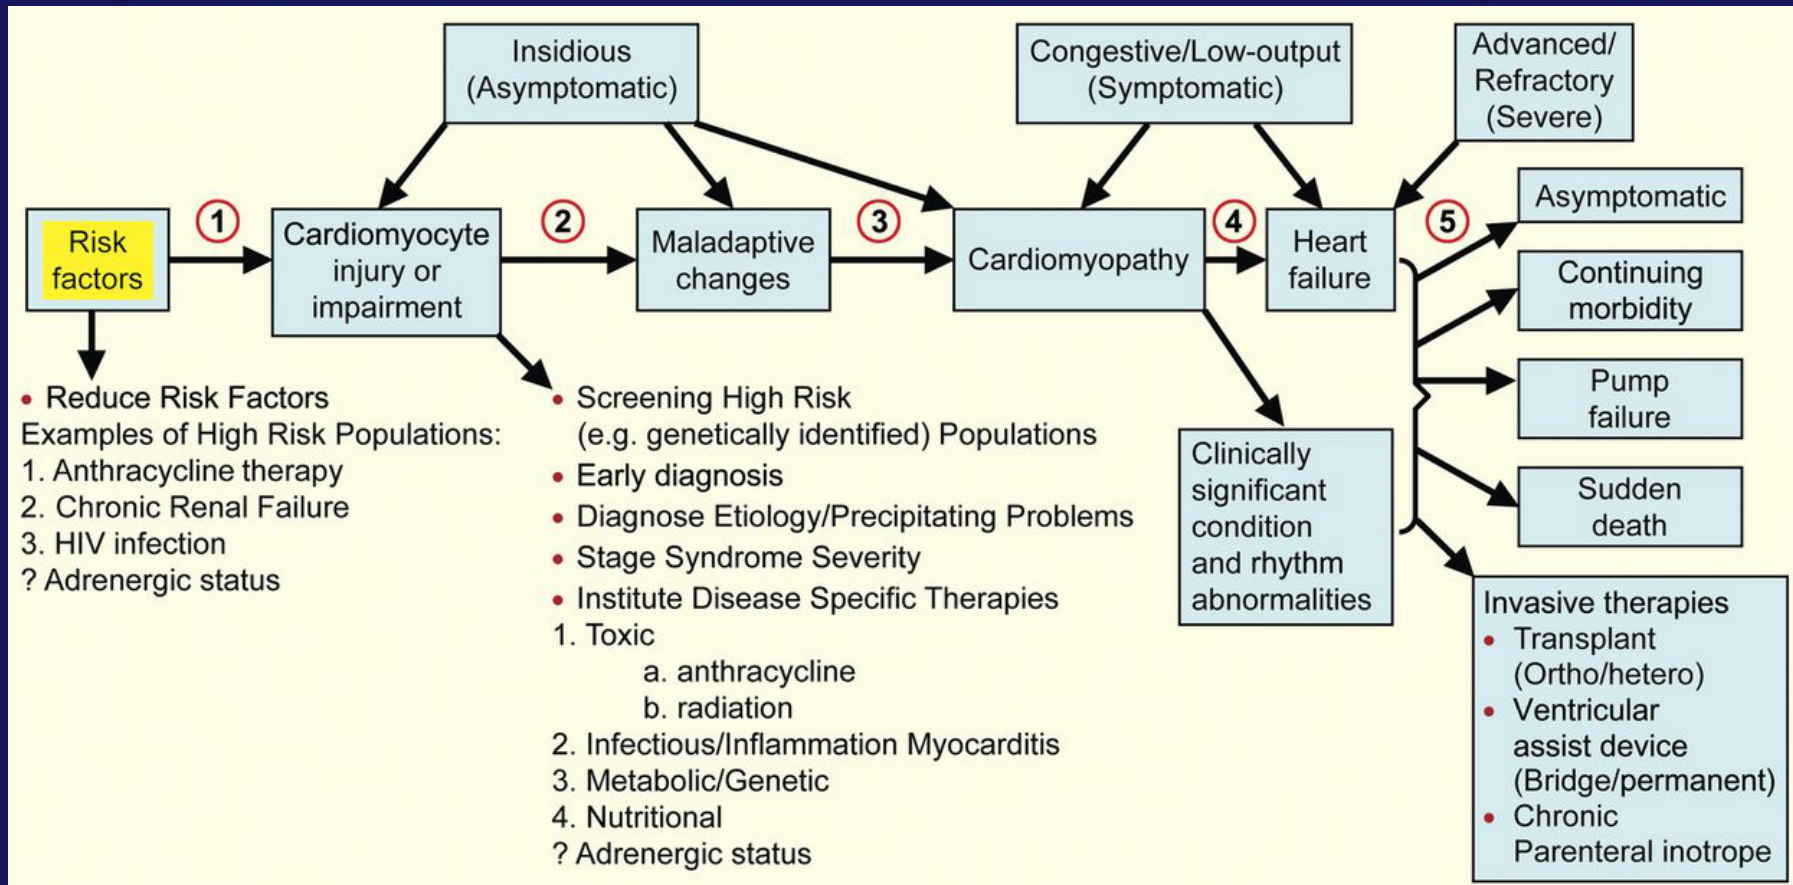 Insidious
(Asymptomatic)
Congestive/Low-output
(Symptomatic)
Advanced/
Refractory
(Severe)
Risk
factors
1
Cardiomyocyte
injury or
impairment
2
Maladaptive
changes
3
Cardiomyopathy
4
Heart
failure
5
Asymptomatic
Continuing
morbidity
Pump
failure
Sudden
death
• Reduce Risk Factors
Examples of High Risk Populations:
1. Anthracycline therapy
2. Chronic Renal Failure
3. HIV infection
? Adrenergic status
• Screening High Risk
(e.g. genetically identified) Populations
• Early diagnosis
• Diagnose Etiology/Precipitating Problems
• Stage Syndrome Severity
• Institute Disease Specific Therapies
1. Toxic
a. anthracycline
b. radiation
2. Infectious/Inflammation Myocarditis
3. Metabolic/Genetic
4. Nutritional
? Adrenergic status
Clinically
significant
condition
and rhythm
abnormalities
Invasive therapies
• Transplant
(Ortho/hetero)
• Ventricular
assist device
(Bridge/permanent)
• Chronic
Parenteral inotrope